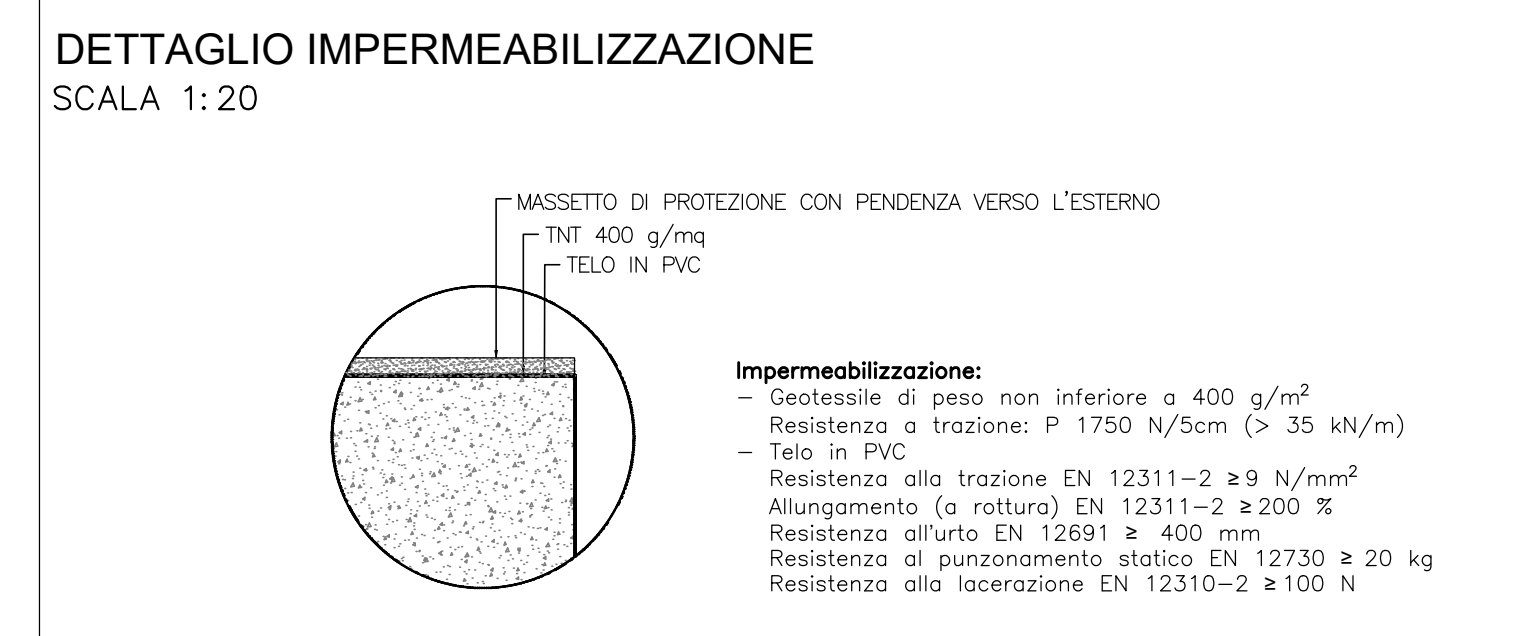 DETTAGLIO IMPERMEABILIZZAZIONE
SCALA 1:20
MASSETTO DI PROTEZIONE CON PENDENZA VERSO L'ESTERNO
TNT 400 g/mq
TELO IN PVC
Impermeabilizzazione:
– Geotessile di peso non inferiore a 400 g/m²
Resistenza a trazione: P 1750 N/5cm (> 35 kN/m)
– Telo in PVC
Resistenza alla trazione EN 12311–2 ≥9 N/mm²
Allungamento (a rottura) EN 12311–2 ≥200 %
Resistenza all'urto EN 12691 ≥ 400 mm
Resistenza al punzonamento statico EN 12730 ≥ 20 kg
Resistenza alla lacerazione EN 12310–2 ≥100 N